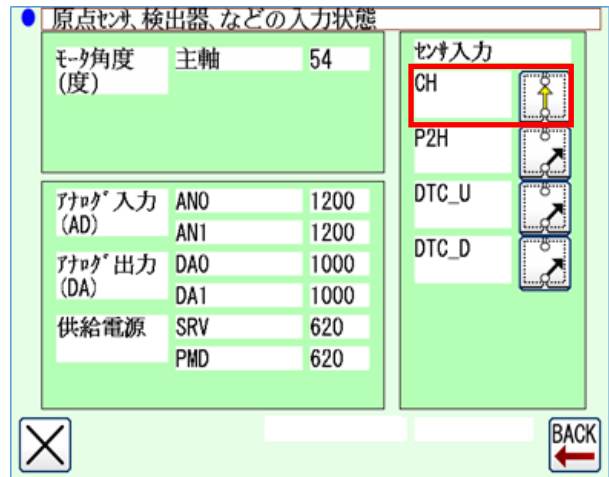 原点ｾﾝｻ､検出器､などの入力状態
ﾓｰﾀ角度 主軸 54
(度)
ｱﾅﾛｸﾞ入力 AN0 1200
(AD) AN1 1200
ｱﾅﾛｸﾞ出力 DA0 1000
(DA) DA1 1000
供給電源 SRV 620
PMD 620
ｾﾝｻ入力
CH
P2H
DTC_U
DTC_D
BACK